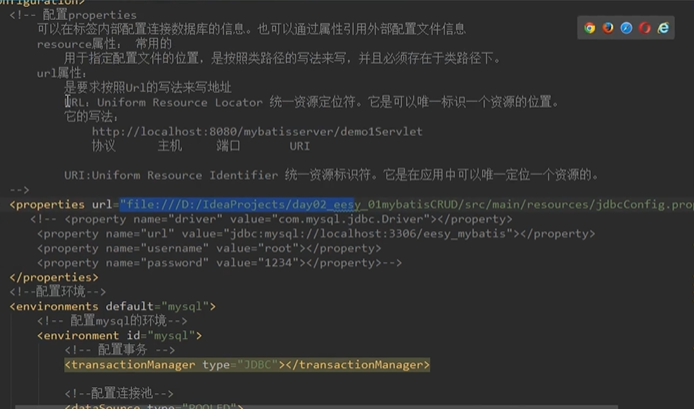 onfiguration>
<!-- 配置properties
可以在标签内部配置连接数据库的信息。也可以通过属性引用外部配置文件信息
resource属性： 常用的
用于指定配置文件的位置，是按照类路径的写法来写，并且必须存在于类路径下。
url属性：
是要求按照Url的写法来写地址
URL：Uniform Resource Locator 统一资源定位符。它是可以唯一标识一个资源的位置。
它的写法：
http://localhost:8080/mybatisserver/demo1Servlet
协议 主机 端口 URI
URI:Uniform Resource Identifier 统一资源标识符。它是在应用中可以唯一定位一个资源的。
-->
<properties url="file:///D:/IdeaProjects/day02_eesy_01mybatisCRUD/src/main/resources/jdbcConfig.prop
<!-- <property name="driver" value="com.mysql.jdbc.Driver"></property>
<property name="url" value="jdbc:mysql://localhost:3306/eesy_mybatis"></property>
<property name="username" value="root"></property>
<property name="password" value="1234"></property>-->
</properties>
<!--配置环境-->
<environments default="mysql">
<!-- 配置mysql的环境-->
<environment id="mysql">
<!-- 配置事务 -->
<transactionManager type="JDBC"></transactionManager>
<!--配置连接池-->
<dataSource type="POOLED">